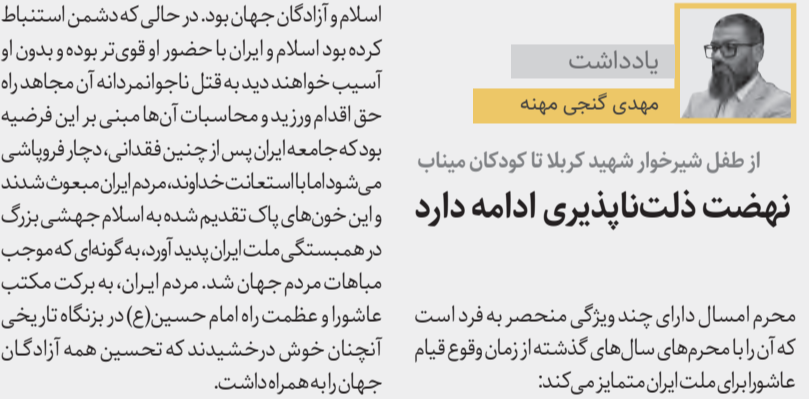 یادداشت
مهدی گنجی مهنه
از طفل شیرخوار شهید کربلا تا کودکان میناب
نهضت ذلت‌ناپذیری ادامه دارد
محرم امسال دارای چند ویژگی منحصر به فرد است
که آن را با محرم‌های سال‌های گذشته از زمان وقوع قیام
عاشورا برای ملت ایران متمایز می‌کند:
اسلام و آزادگان جهان بود. در حالی که دشمن استنباط
کرده بود اسلام و ایران با حضور او قوی‌تر بوده و بدون او
آسیب خواهند دید به قتل ناجوانمردانه آن مجاهد راه
حق اقدام ورزید و محاسبات آن‌ها مبنی بر این فرضیه
بود که جامعه ایران پس از چنین فقدانی، دچار فروپاشی
می‌شود اما با استعانت خداوند، مردم ایران مبعوث شدند
و این خون‌های پاک تقدیم شده به اسلام جهشی بزرگ
در همبستگی ملت ایران پدید آورد، به گونه‌ای که موجب
مباهات مردم جهان شد. مردم ایران، به برکت مکتب
عاشورا و عظمت راه امام حسین(ع) در بزنگاه تاریخی
آنچنان خوش درخشیدند که تحسین همه آزادگان
جهان را به همراه داشت.